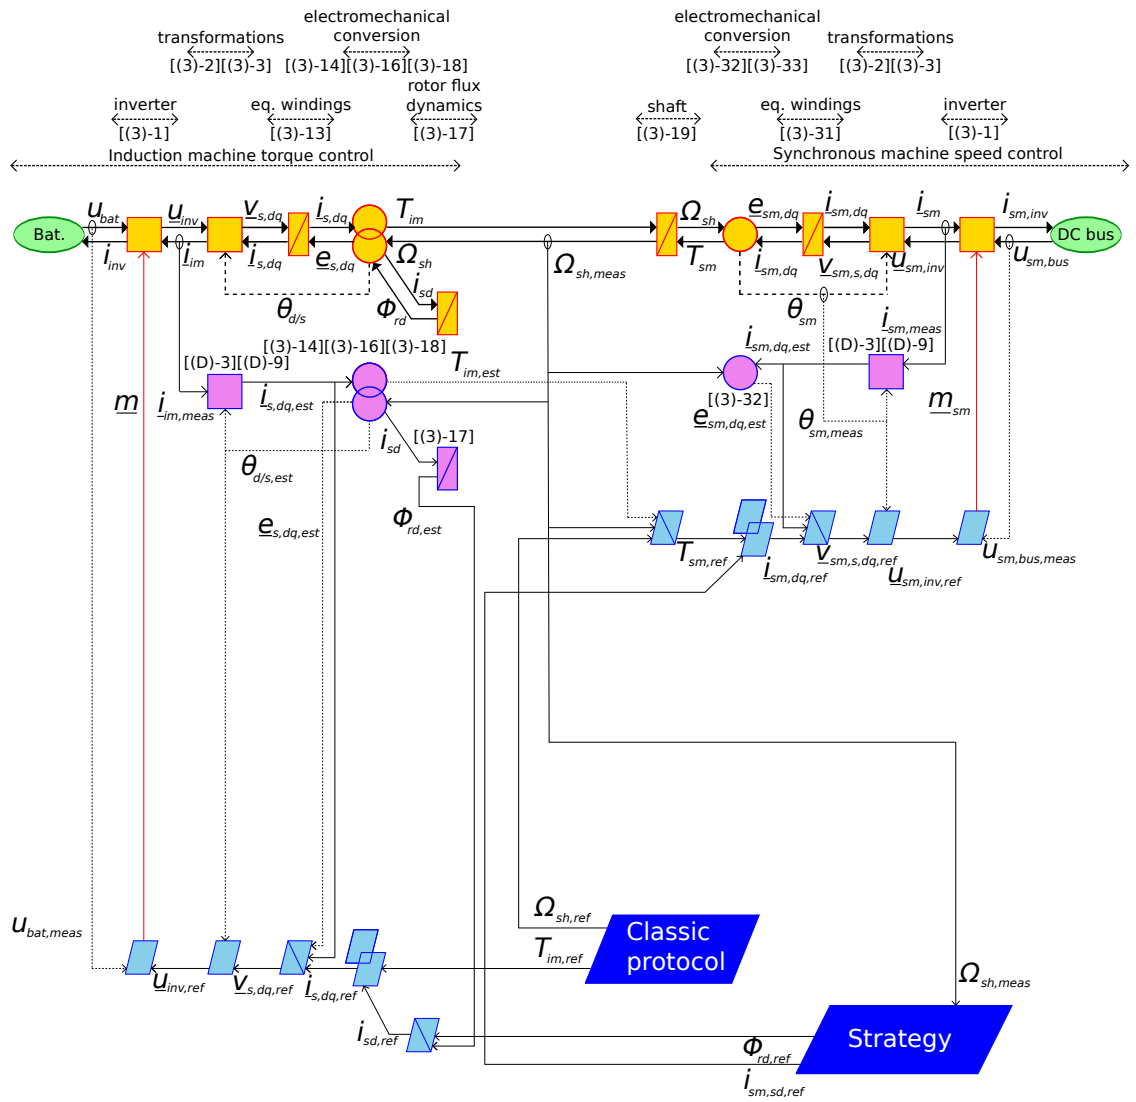 electromechanical
conversion
transformations
[(3)-2][(3)-3]
[(3)-14][(3)-16][(3)-18]
rotor flux
dynamics
[(3)-17]
inverter
[(3)-1]
eq. windings
[(3)-13]
Induction machine torque control
electromechanical
conversion
[(3)-32][(3)-33]
transformations
[(3)-2][(3)-3]
shaft
[(3)-19]
eq. windings
[(3)-31]
inverter
[(3)-1]
Synchronous machine speed control
Bat.
u_bat
i_inv
u_inv
i_im
v_s,dq
i_s,dq
i_s,dq
e_s,dq
T_im
Ω_sh
Ω_sh,meas
Ω_sh
T_sm
e_sm,dq
i_sm,dq
i_sm,dq
v_sm,s,dq
i_sm
u_sm,inv
i_sm,inv
u_sm,bus
DC bus
θ_d/s
Φ_rd
i_sd
θ_sm
i_sm,meas
[(3)-14][(3)-16][(3)-18]
T_im,est
i_sm,dq,est
[(D)-3][(D)-9]
[(D)-3][(D)-9]
m
i_im,meas
i_s,dq,est
[(3)-32]
e_sm,dq,est
θ_sm,meas
m_sm
i_sd
[(3)-17]
θ_d/s,est
e_s,dq,est
Φ_rd,est
T_sm,ref
i_sm,dq,ref
v_sm,s,dq,ref
u_sm,inv,ref
u_sm,bus,meas
u_bat,meas
Ω_sh,ref
T_im,ref
Classic
protocol
u_inv,ref
v_s,dq,ref
i_s,dq,ref
Ω_sh,meas
i_sd,ref
Φ_rd,ref
i_sm,sd,ref
Strategy